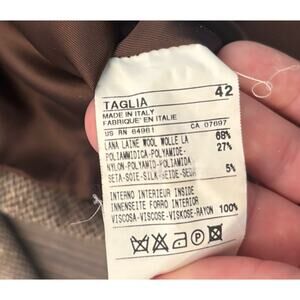 TAGLIA 42
MADE IN ITALY
FABRIQUE' EN ITALIE
US RN 64961 CA 07697
LANA LAINE WOOL WOLLE LA 68%
POLIAMMIDICA-POLYAMIDE- 27%
NYLON-POLYAMID-POLIAMIDA
SETA-SOIE-SILK-SEIDE-SEDA 5%
INTERNO INTERIEUR INSIDE
INNENSEITE FORRO INTERIOR
VISCOSA-VISCOSE-VISKOSE-RAYON 100%